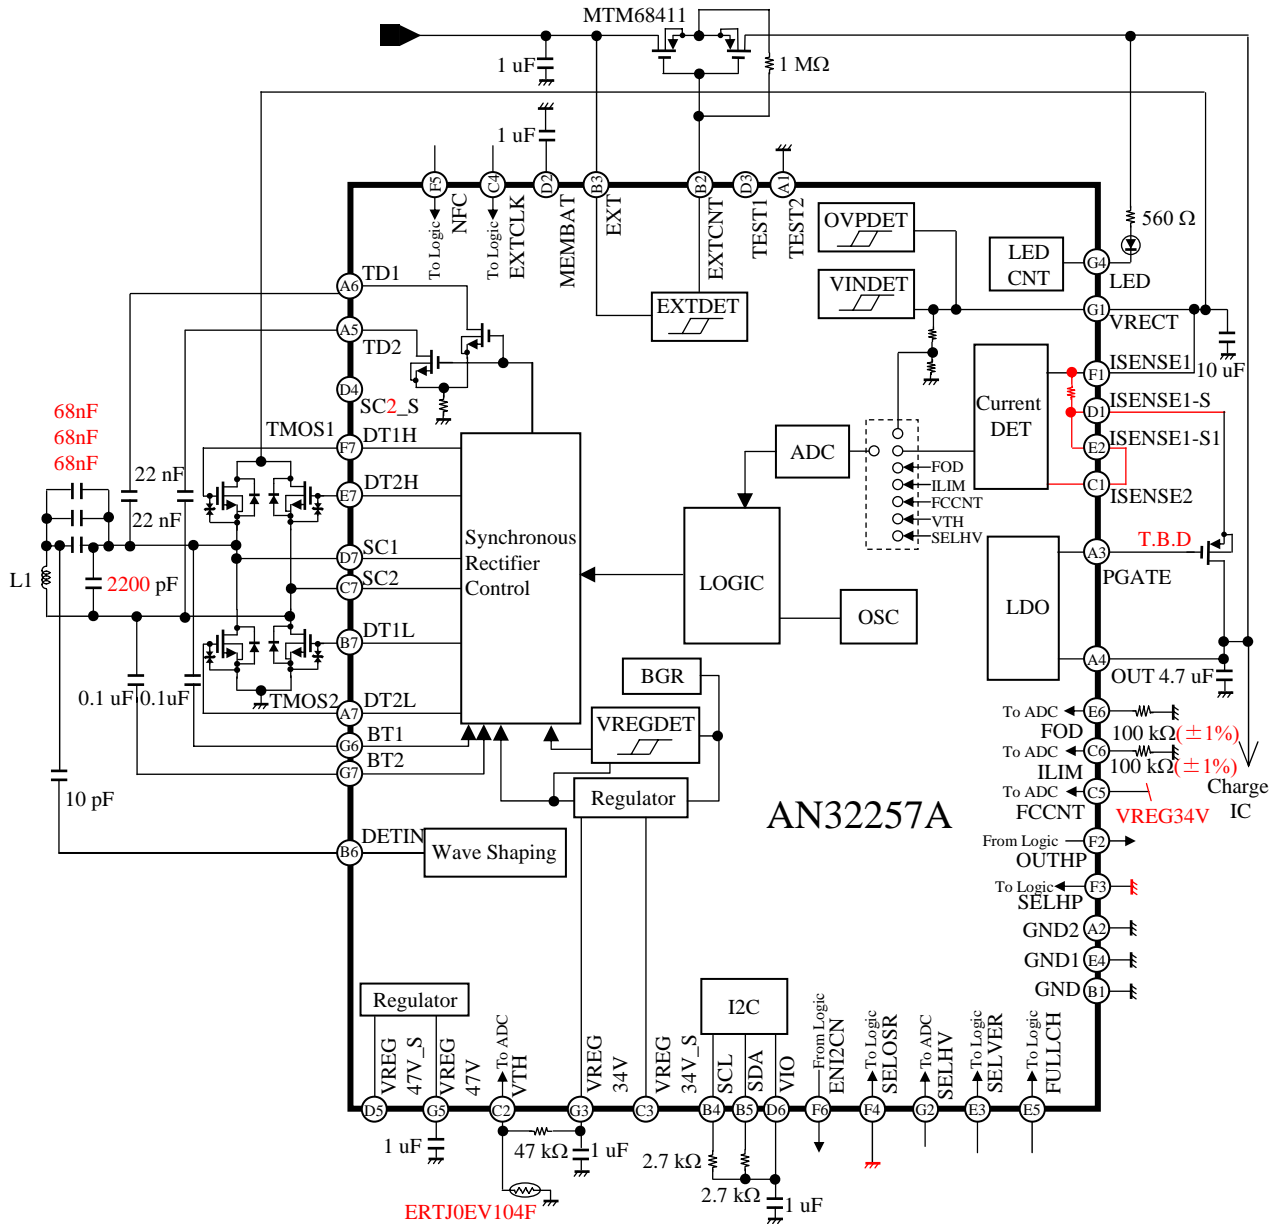 MTM68411
1 uF
1 MΩ
1 uF
F5
C4
D2
B3
B2
D3
A1
To Logic
NFC
To Logic
EXTCLK
MEMBAT
EXT
EXTCNT
TEST1
TEST2
OVPDET
VINDET
EXTDET
LED
CNT
560 Ω
G4
LED
G1
VRECT
10 uF
F1
ISENSE1
D1
ISENSE1-S
E2
ISENSE1-S1
C1
ISENSE2
Current
DET
A6
TD1
A5
TD2
D4
SC2_S
TMOS1
F7
DT1H
E7
DT2H
D7
SC1
C7
SC2
B7
DT1L
TMOS2
A7
DT2L
G6
BT1
G7
BT2
B6
DETIN
68nF
68nF
68nF
22 nF
22 nF
L1
2200 pF
0.1 uF
0.1uF
10 pF
Synchronous
Rectifier
Control
ADC
FOD
ILIM
FCCNT
VTH
SELHV
LOGIC
OSC
LDO
T.B.D
A3
PGATE
A4
OUT
4.7 uF
BGR
VREGDET
Regulator
Wave Shaping
AN32257A
To ADC
E6
FOD
100 kΩ(±1%)
To ADC
C6
ILIM
100 kΩ(±1%)
To ADC
C5
FCCNT
VREG34V
Charge
IC
From Logic
F2
OUTHP
To Logic
F3
SELHP
GND2
A2
GND1
E4
GND
B1
Regulator
I2C
VREG
47V_S
VREG
47V
To ADC
VTH
VREG
34V
VREG
34V_S
SCL
SDA
VIO
From Logic
ENI2CN
To Logic
SELOSR
To ADC
SELHV
To Logic
SELVER
To Logic
FULLCH
D5
G5
C2
G3
C3
B4
B5
D6
F6
F4
G2
E3
E5
1 uF
47 kΩ
1 uF
2.7 kΩ
2.7 kΩ
1 uF
ERTJ0EV104F